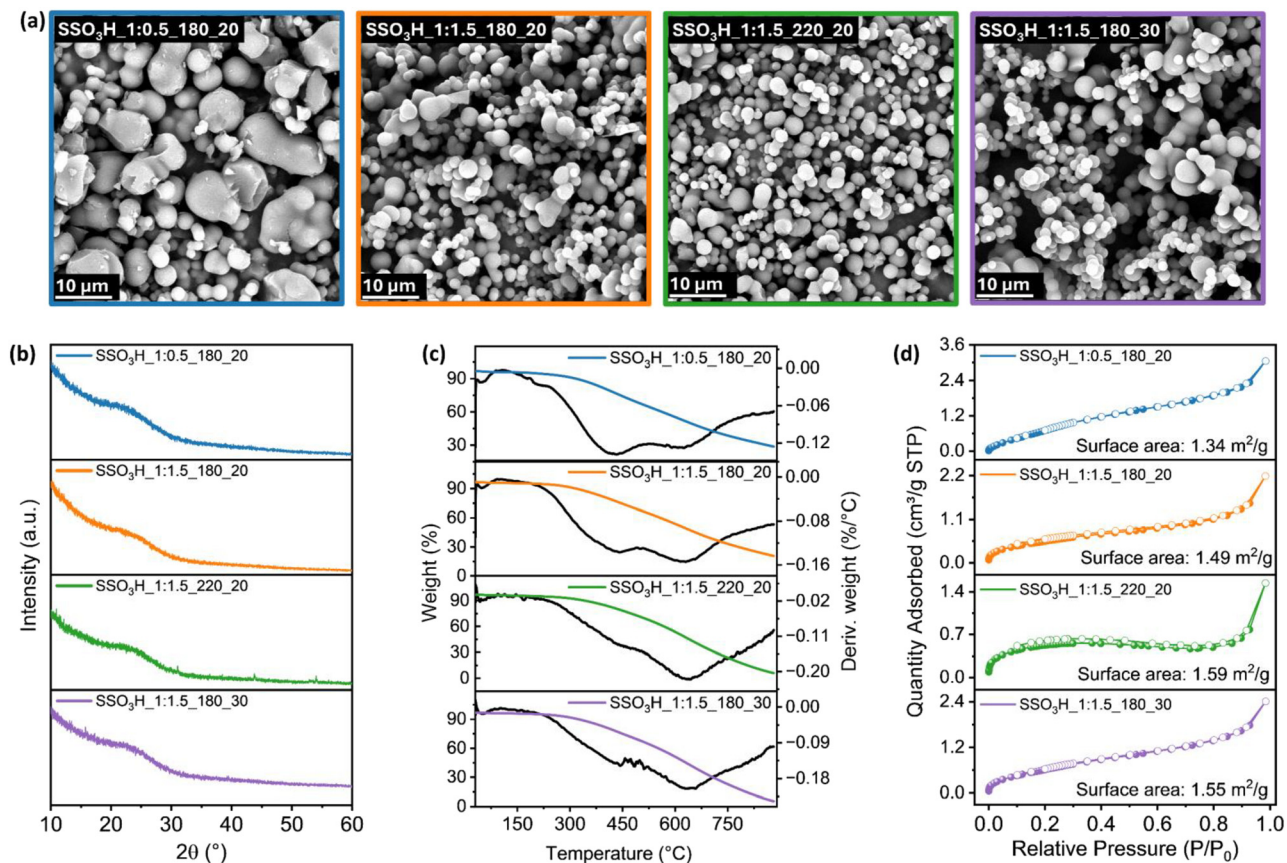 (a)
SSO₃H_1:0.5_180_20
SSO₃H_1:1.5_180_20
SSO₃H_1:1.5_220_20
SSO₃H_1:1.5_180_30
10 µm
10 µm
10 µm
10 µm
(b)
SSO₃H_1:0.5_180_20
SSO₃H_1:1.5_180_20
SSO₃H_1:1.5_220_20
SSO₃H_1:1.5_180_30
Intensity (a.u.)
10 20 30 40 50 60
2θ (°)
(c)
SSO₃H_1:0.5_180_20
90
60
30
0.00
−0.06
−0.12
SSO₃H_1:1.5_180_20
90
60
30
0
0.00
−0.08
−0.16
SSO₃H_1:1.5_220_20
90
60
30
0
−0.02
−0.11
−0.20
SSO₃H_1:1.5_180_30
90
60
30
0
0.00
−0.09
−0.18
Weight (%)
Deriv. weight (%/°C)
150 300 450 600 750
Temperature (°C)
(d)
SSO₃H_1:0.5_180_20
3.6
2.4
1.2
0.0
Surface area: 1.34 m²/g
SSO₃H_1:1.5_180_20
2.2
1.1
0.0
Surface area: 1.49 m²/g
SSO₃H_1:1.5_220_20
1.4
0.7
0.0
Surface area: 1.59 m²/g
SSO₃H_1:1.5_180_30
2.4
1.2
0.0
Surface area: 1.55 m²/g
Quantity Adsorbed (cm³/g STP)
0.0 0.2 0.4 0.6 0.8 1.0
Relative Pressure (P/P₀)